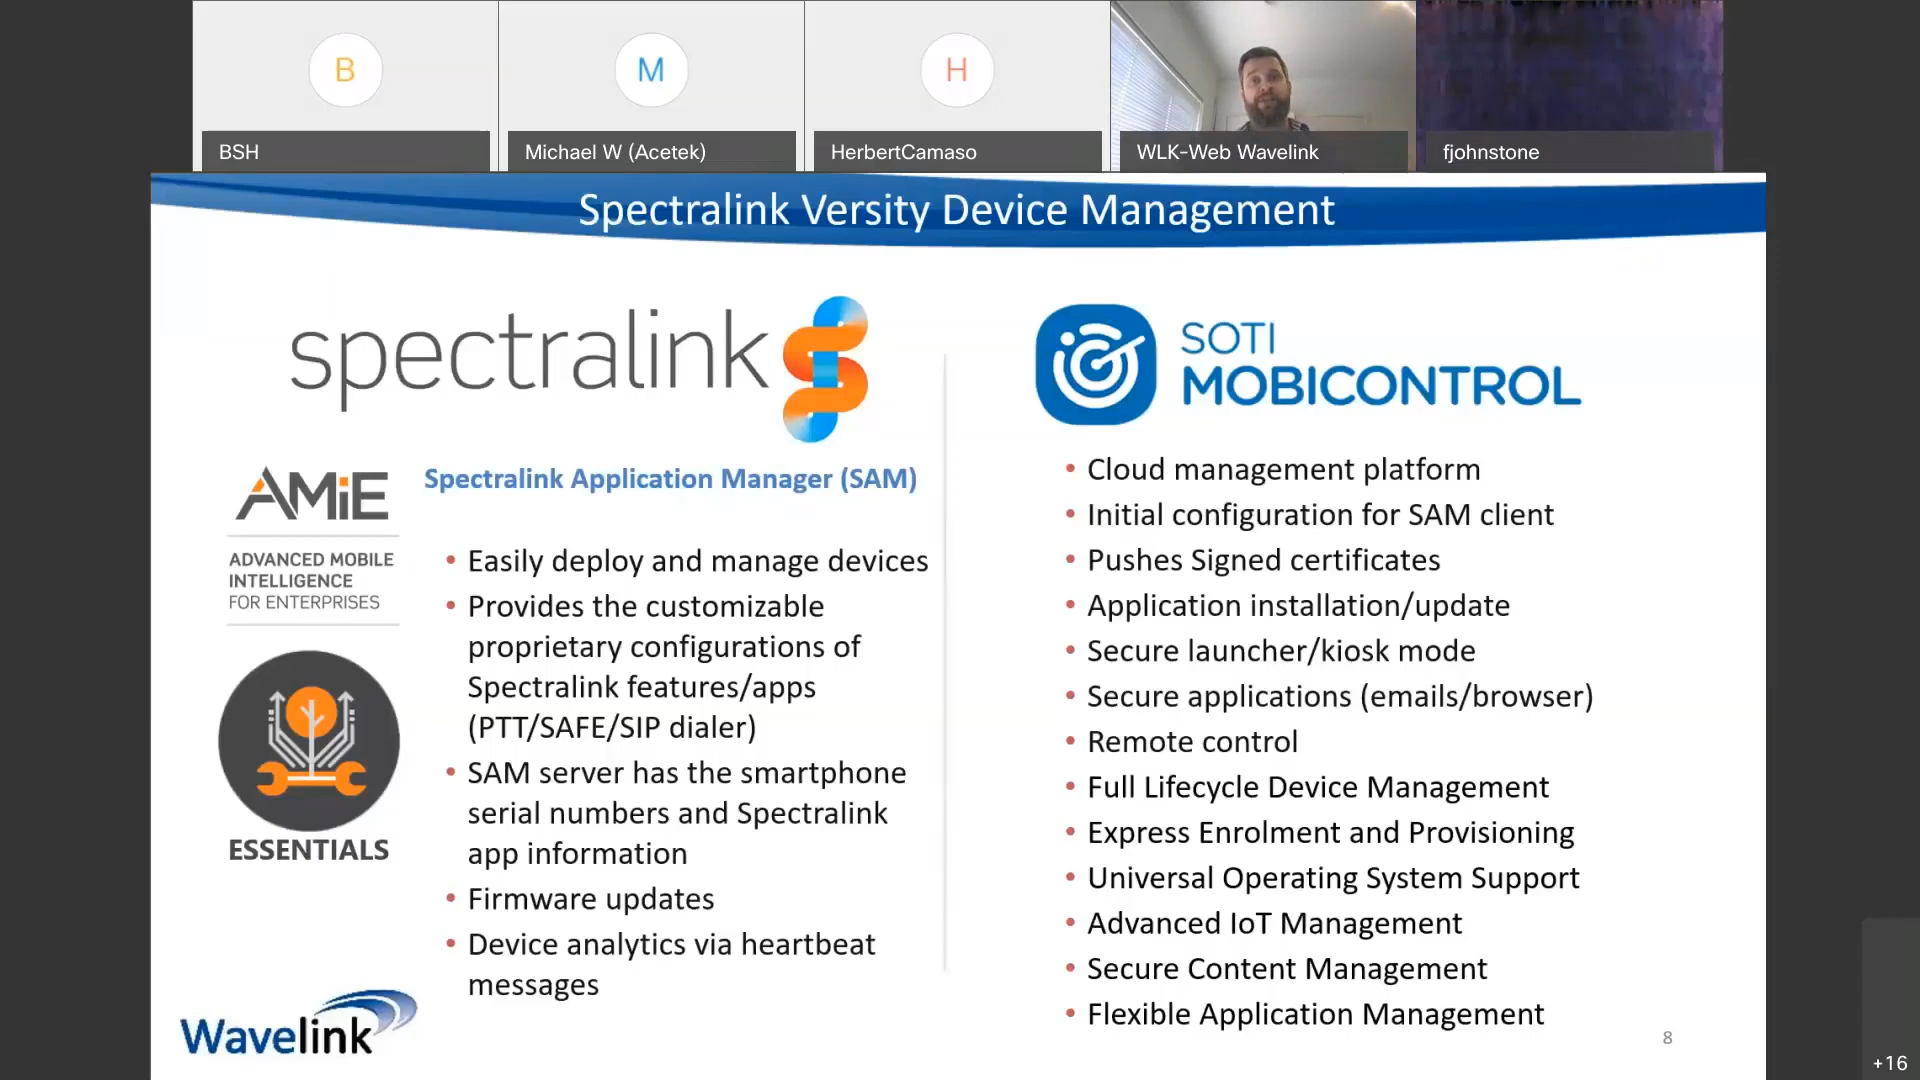 B
M
H
BSH
Michael W (Acetek)
HerbertCamaso
WLK-Web Wavelink
fjohnstone
Spectralink Versity Device Management
spectralink
AMiE
ADVANCED MOBILE
INTELLIGENCE
FOR ENTERPRISES
ESSENTIALS
Spectralink Application Manager (SAM)
• Easily deploy and manage devices
• Provides the customizable
proprietary configurations of
Spectralink features/apps
(PTT/SAFE/SIP dialer)
• SAM server has the smartphone
serial numbers and Spectralink
app information
• Firmware updates
• Device analytics via heartbeat
messages
SOTI
MOBICONTROL
• Cloud management platform
• Initial configuration for SAM client
• Pushes Signed certificates
• Application installation/update
• Secure launcher/kiosk mode
• Secure applications (emails/browser)
• Remote control
• Full Lifecycle Device Management
• Express Enrolment and Provisioning
• Universal Operating System Support
• Advanced IoT Management
• Secure Content Management
• Flexible Application Management
Wavelink
8
+16